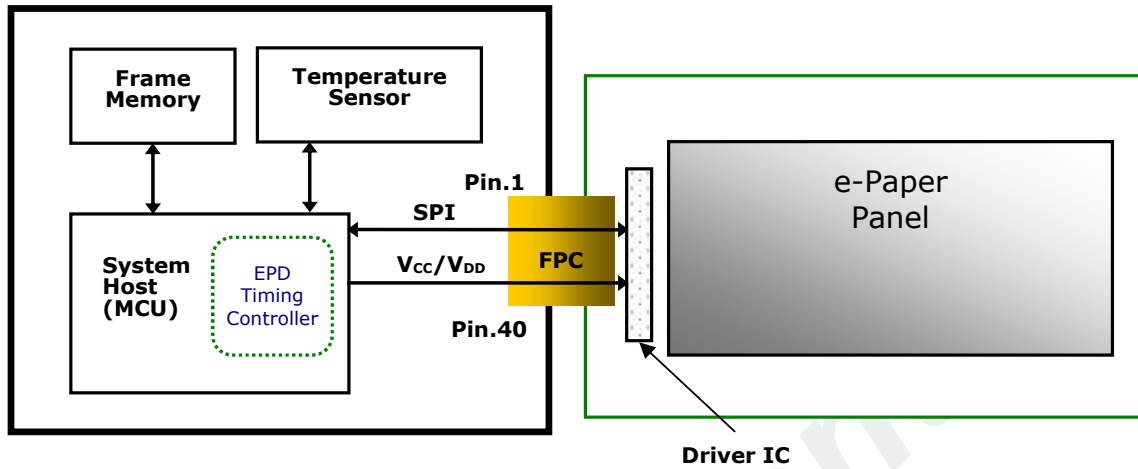 Frame
Memory
Temperature
Sensor
Pin.1
SPI
System
Host
(MCU)
EPD
Timing
Controller
VCC/VDD
FPC
Pin.40
e-Paper
Panel
Driver IC